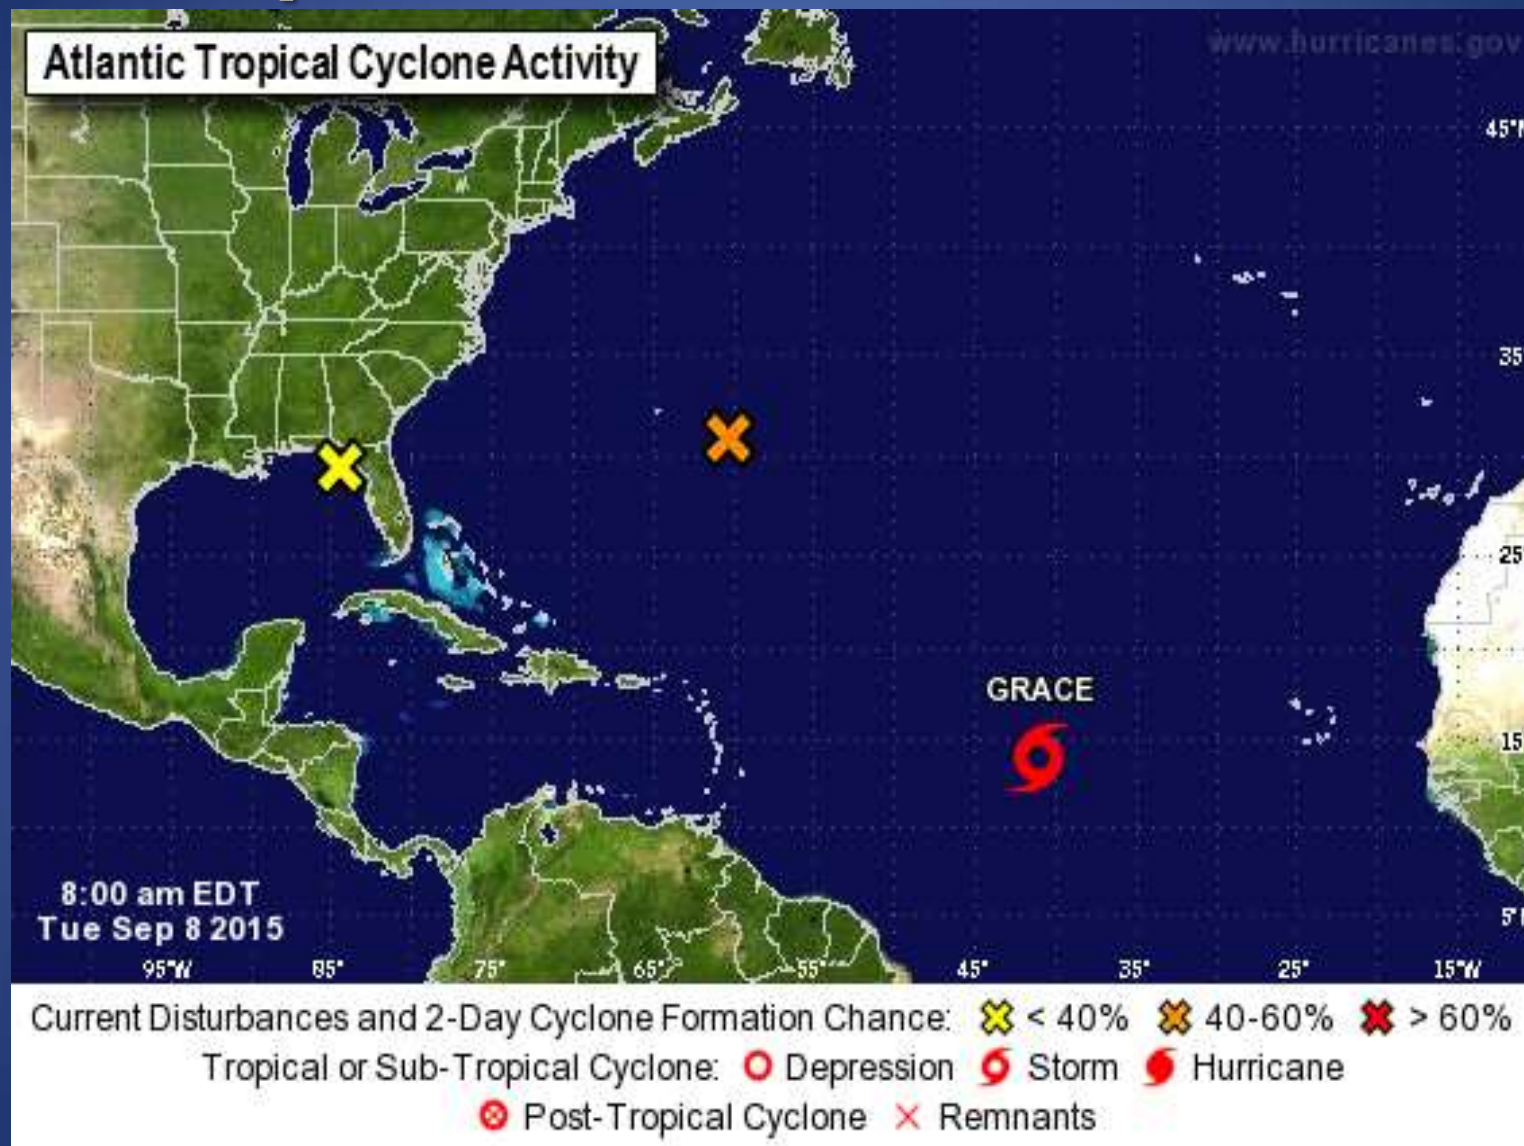 Atlantic Tropical Cyclone Activity
www.hurricanes.gov
45°N
35
25
GRACE
15
8:00 am EDT
Tue Sep 8 2015
5°
95°W 85° 75° 65° 55° 45° 35° 25° 15°W
Current Disturbances and 2-Day Cyclone Formation Chance: < 40% 40-60% > 60%
Tropical or Sub-Tropical Cyclone: Depression Storm Hurricane
Post-Tropical Cyclone Remnants